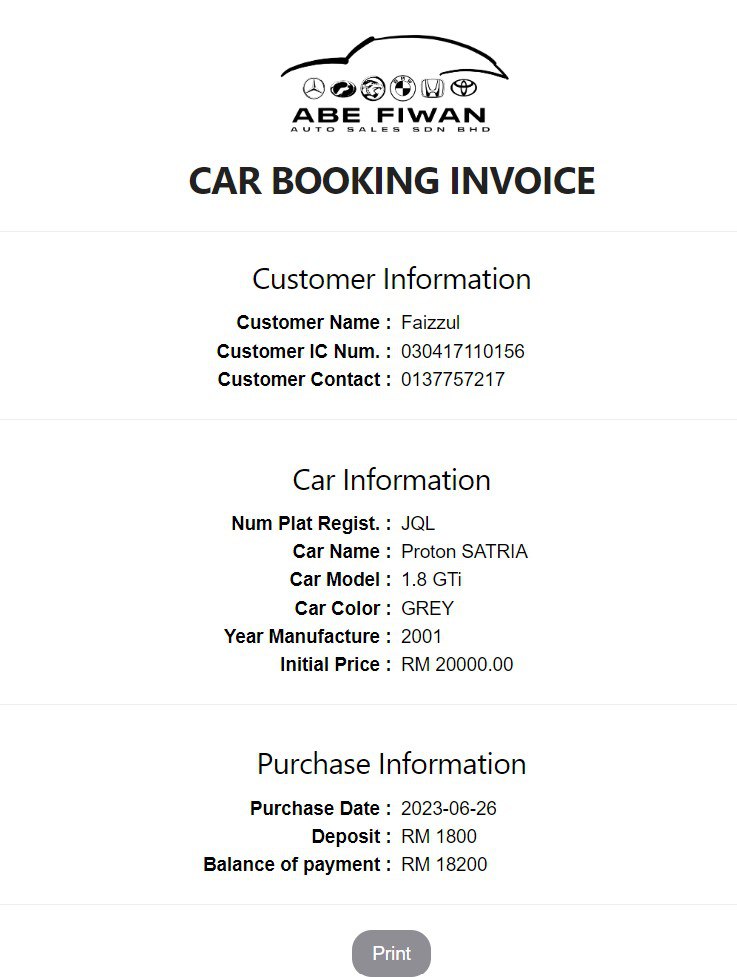 ABE FIWAN
AUTO SALES SDN BHD
CAR BOOKING INVOICE
Customer Information
Customer Name : Faizzul
Customer IC Num. : 030417110156
Customer Contact : 0137757217
Car Information
Num Plat Regist. : JQL
Car Name : Proton SATRIA
Car Model : 1.8 GTi
Car Color : GREY
Year Manufacture : 2001
Initial Price : RM 20000.00
Purchase Information
Purchase Date : 2023-06-26
Deposit : RM 1800
Balance of payment : RM 18200
Print